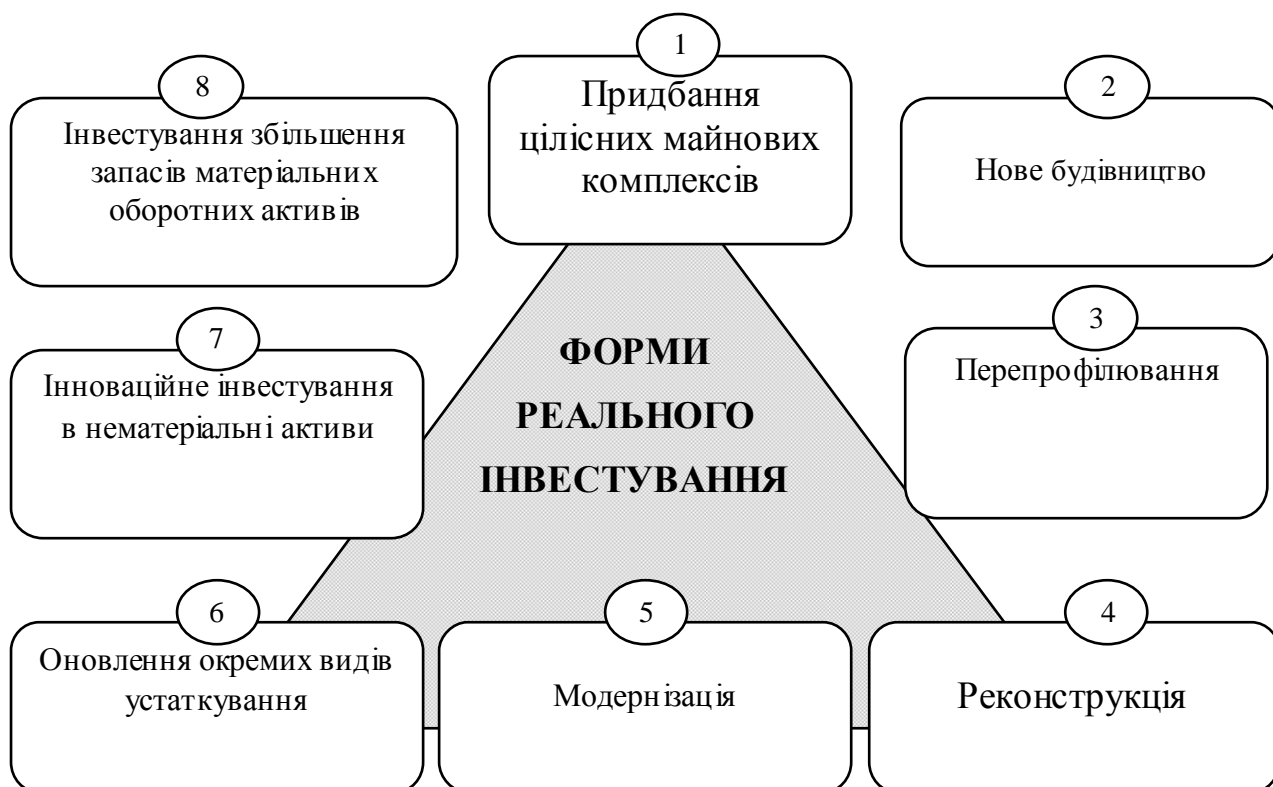 1
Придбання
цілісних майнових
комплексів
2
Нове будівництво
3
Перепрофілювання
4
Реконструкція
5
Модернізація
6
Оновлення окремих видів
устаткування
7
Інноваційне інвестування
в нематеріальні активи
8
Інвестування збільшення
запасів матеріальних
оборотних активів
ФОРМИ
РЕАЛЬНОГО
ІНВЕСТУВАННЯ